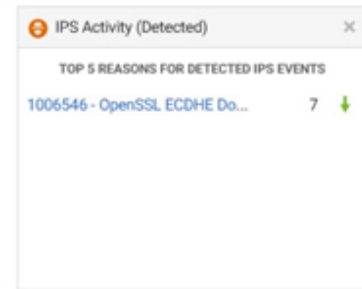 IPS Activity (Detected)
TOP 5 REASONS FOR DETECTED IPS EVENTS
1006546 - OpenSSL ECDHE Do... 7